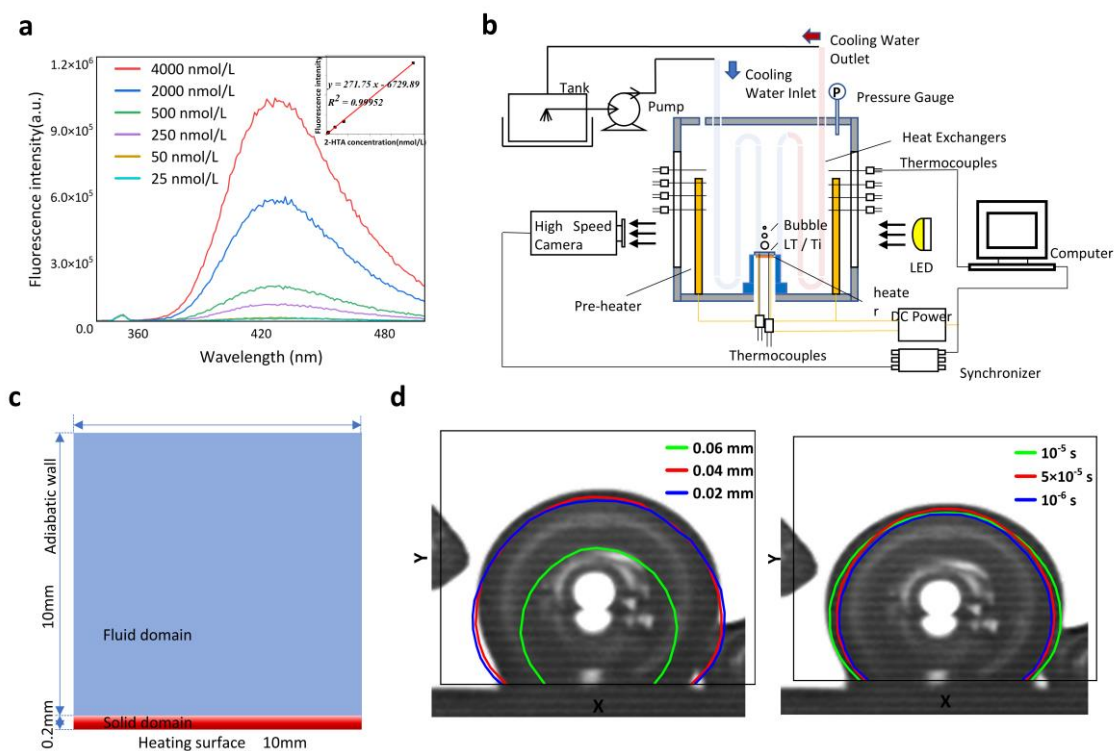 a
1.2×10⁶
9.0×10⁵
6.0×10⁵
3.0×10⁵
0.0
Fluorescence intensity(a.u.)
4000 nmol/L
2000 nmol/L
500 nmol/L
250 nmol/L
50 nmol/L
25 nmol/L
Fluorescence intensity
y = 271.75 x - 6729.89
R² = 0.99952
2-HTA concentration(nmol/L)
360
420
480
Wavelength (nm)
b
Cooling Water
Outlet
Cooling
Water Inlet
Tank
Pump
P
Pressure Gauge
Heat Exchangers
Thermocouples
High Speed
Camera
Bubble
LT / Ti
LED
Computer
Pre-heater
heate
r
DC Power
Thermocouples
Synchronizer
c
Adiabatic wall
10mm
Fluid domain
0.2mm
Solid domain
Heating surface 10mm
d
0.06 mm
0.04 mm
0.02 mm
Y
X
10⁻⁵ s
5×10⁻⁵ s
10⁻⁶ s
Y
X